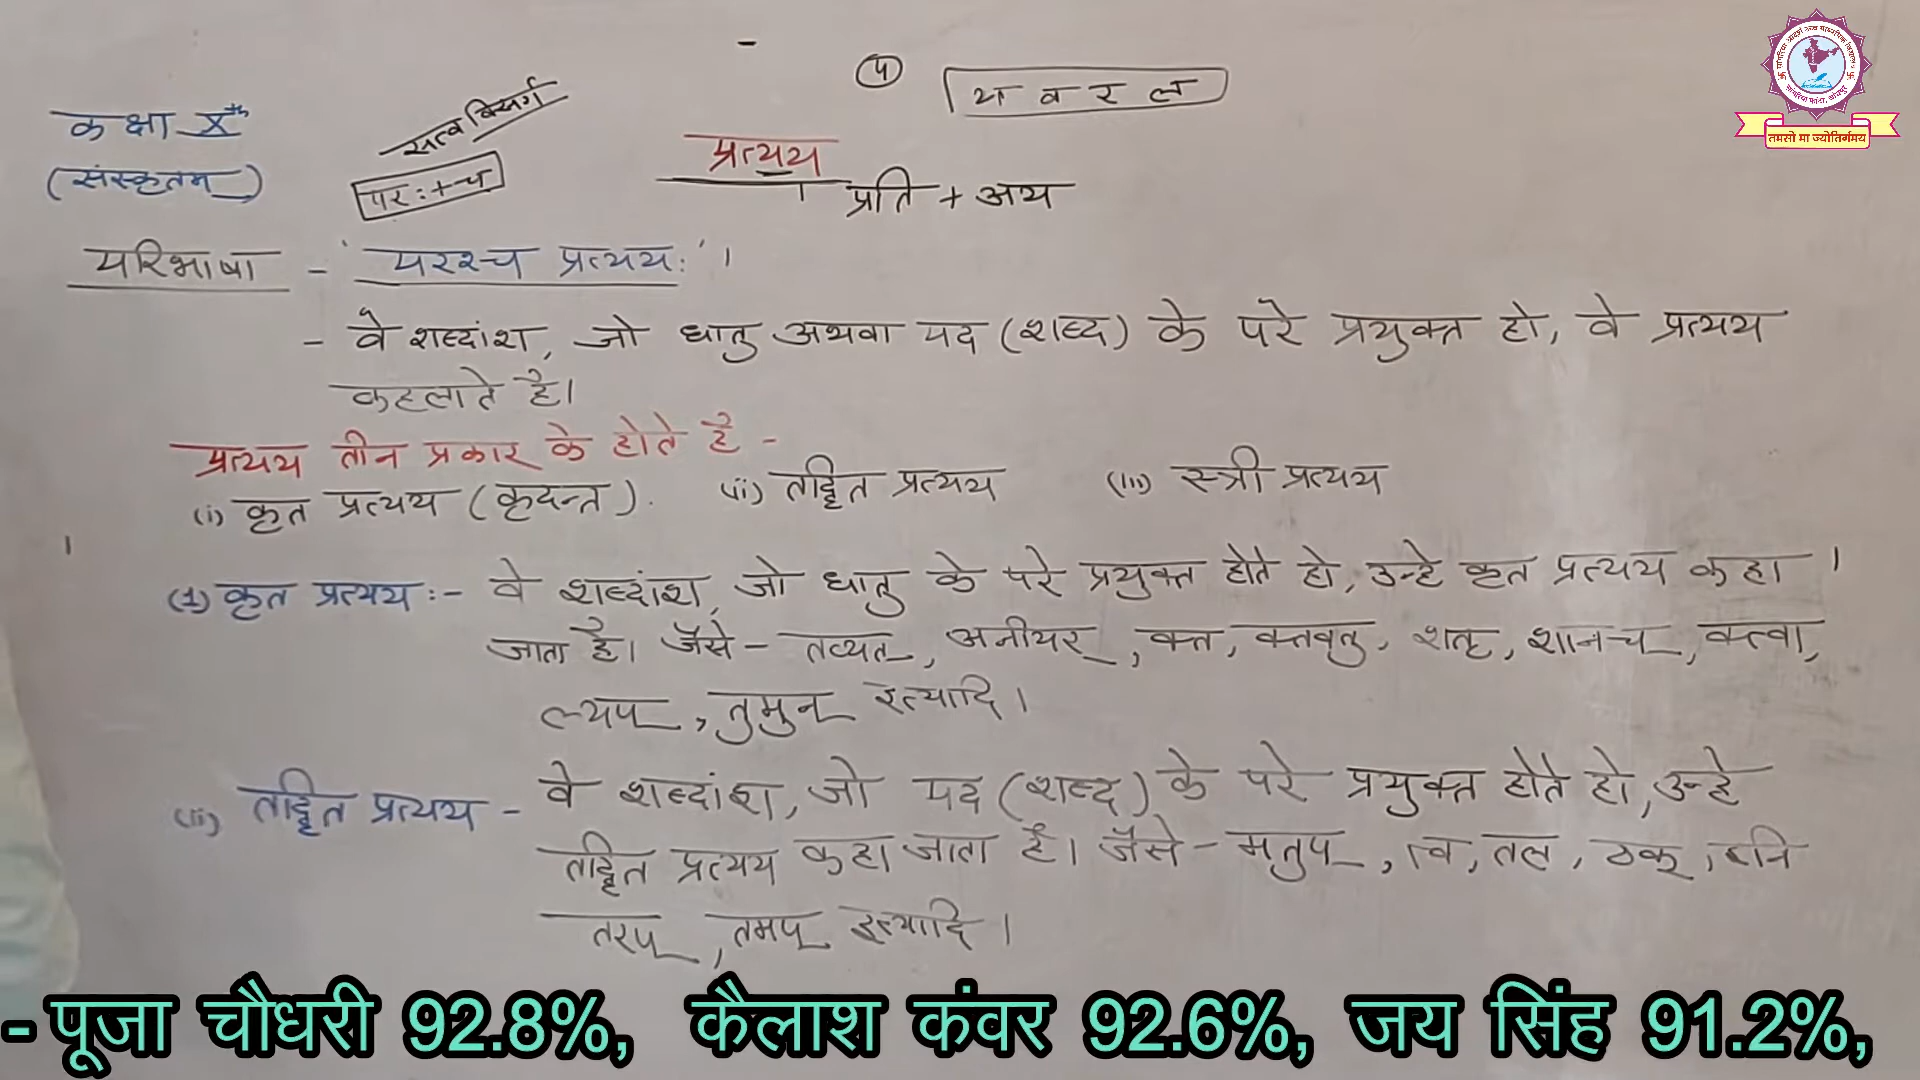 ५ य व र ल
कक्षा Xth
सत्व विसर्ग
(संस्कृतम्)
परः+च
प्रत्यय
प्रति + अय
परिभाषा - 'परश्च प्रत्ययः'।
- वे शब्दांश, जो धातु अथवा पद (शब्द) के परे प्रयुक्त हो, वे प्रत्यय
कहलाते है।
प्रत्यय तीन प्रकार के होते है -
(i) कृत प्रत्यय (कृदन्त). (ii) तद्धित प्रत्यय (iii) स्त्री प्रत्यय
(1) कृत प्रत्यय :- वे शब्दांश, जो धातु के परे प्रयुक्त होते हो, उन्हे कृत प्रत्यय कहा
जाता है। जैसे - तव्यत्, अनीयर्, क्त, क्तवतु, शतृ, शानच्, क्त्वा,
ल्यप्, तुमुन् इत्यादि।
(ii) तद्धित प्रत्यय - वे शब्दांश, जो पद (शब्द) के परे प्रयुक्त होते हो, उन्हे
तद्धित प्रत्यय कहा जाता है। जैसे - मतुप्, तल, ठक्,
तरप्, तमप् इत्यादि।
तमसो मा ज्योतिर्गमय
- पूजा चौधरी 92.8%, कैलाश कंवर 92.6%, जय सिंह 91.2%,